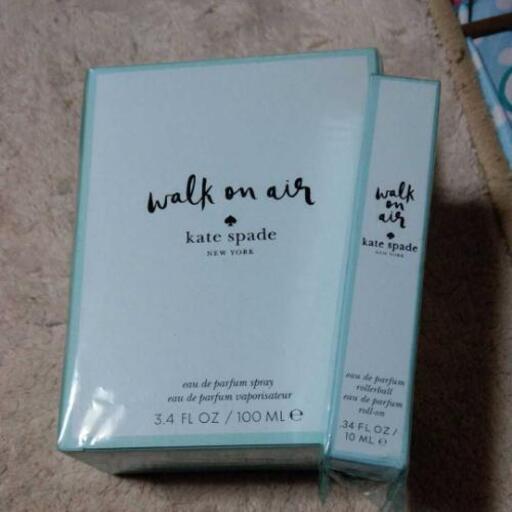 walk on air
kate spade
NEW YORK
eau de parfum spray
eau de parfum vaporisateur
3.4 FL OZ / 100 ML ℮
walk
on
air
kate spade
NEW YORK
eau de parfum
rollerball
eau de parfum
roll-on
.34 FL OZ /
10 ML ℮